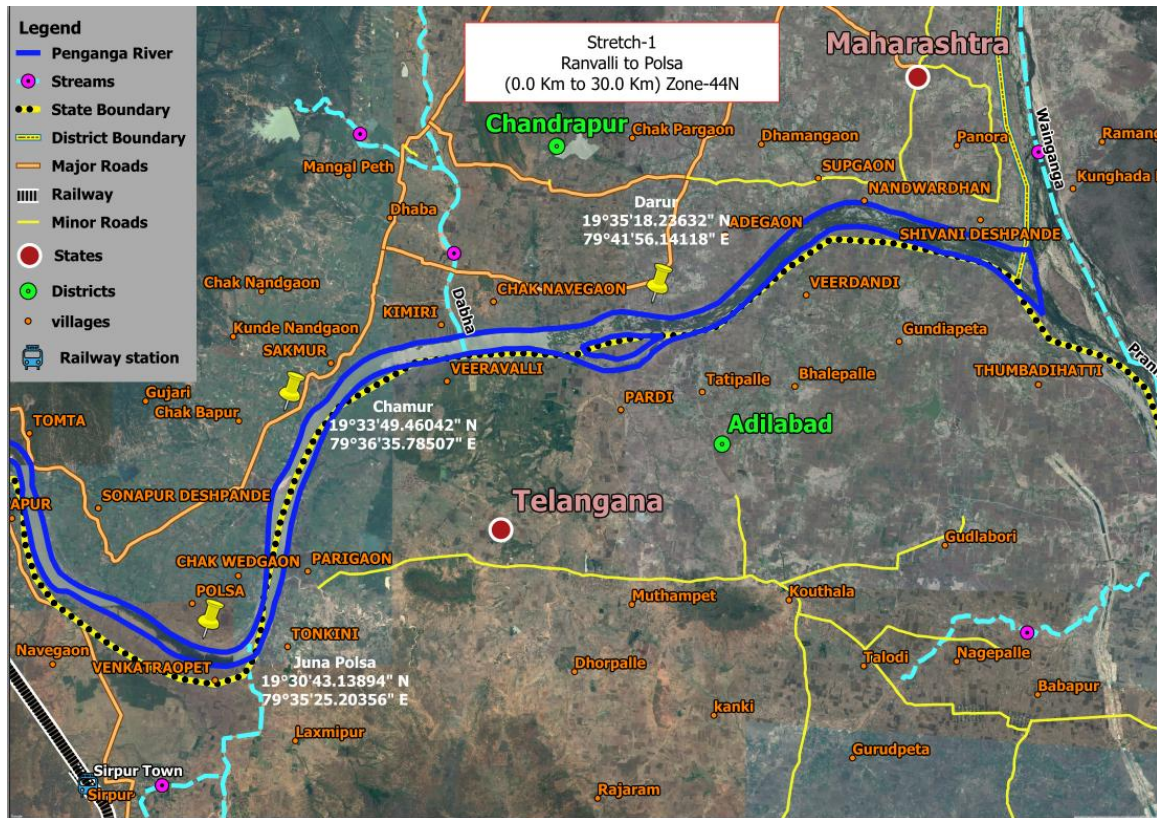 Legend
Penganga River
Streams
State Boundary
District Boundary
Major Roads
Railway
Minor Roads
States
Districts
villages
Railway station
Stretch-1
Ranvalli to Polsa
(0.0 Km to 30.0 Km) Zone-44N
Maharashtra
Chandrapur
Chak Pargaon
Dhamangaon
Panora
Wainganga
Mangal Peth
SUPGAON
Kunghada
NANDWARDHAN
Dhaba
Darur
19°35'18.23632" N
79°41'56.14118" E
ADEGAON
SHIVANI DESHPANDE
Chak Nandgaon
CHAK NAVEGAON
VEERDANDI
KIMIRI
Dabha
Kunde Nandgaon
Gundiapeta
SAKMUR
VEERAVALLI
THUMBADIHATTI
Gujari
Tatipalle
Bhalepalle
Chak Bapur
Chamur
19°33'49.46042" N
79°36'35.78507" E
PARDI
TOMTA
Adilabad
SONAPUR DESHPANDE
APUR
Telangana
Gudlabori
CHAK WEDGAON
PARIGAON
POLSA
Muthampet
Kouthala
Navegaon
TONKINI
VENKATRAOPET
Juna Polsa
19°30'43.13894" N
79°35'25.20356" E
Dhorpalle
Talodi
Nagepalle
Babapur
kanki
Laxmipur
Gurudpeta
Sirpur Town
Sirpur
Rajaram